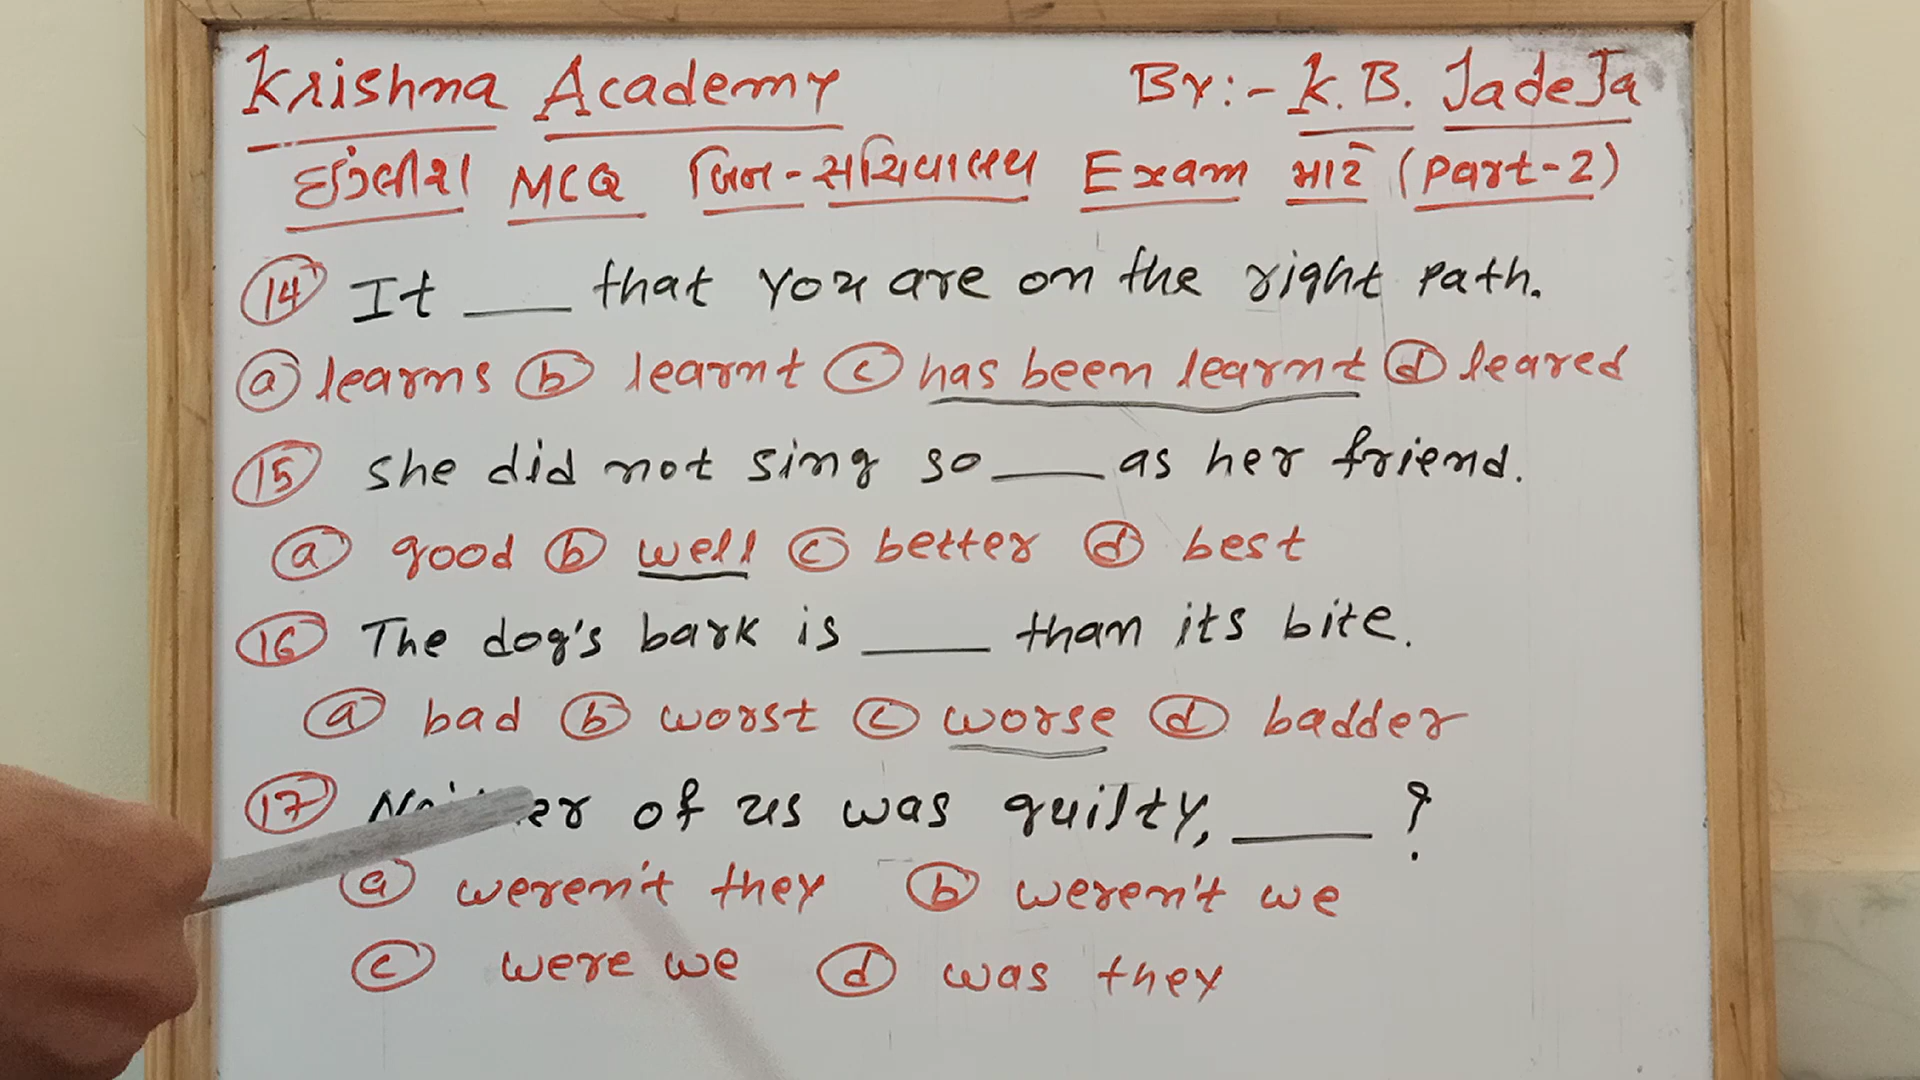 Krishna Academy By:- K. B. JadeJa
ઇંગ્લીશ MCQ બિન-સચિવાલય Exam માટે (Part-2)
14 It ___ that you are on the right path.
a learns b learnt c has been learnt d leared
15 she did not sing so ___ as her friend.
a good b well c better d best
16 The dog's bark is ___ than its bite.
a bad b worst c worse d badder
17 of us was guilty, ___ ?
a weren't they b weren't we
c were we d was they